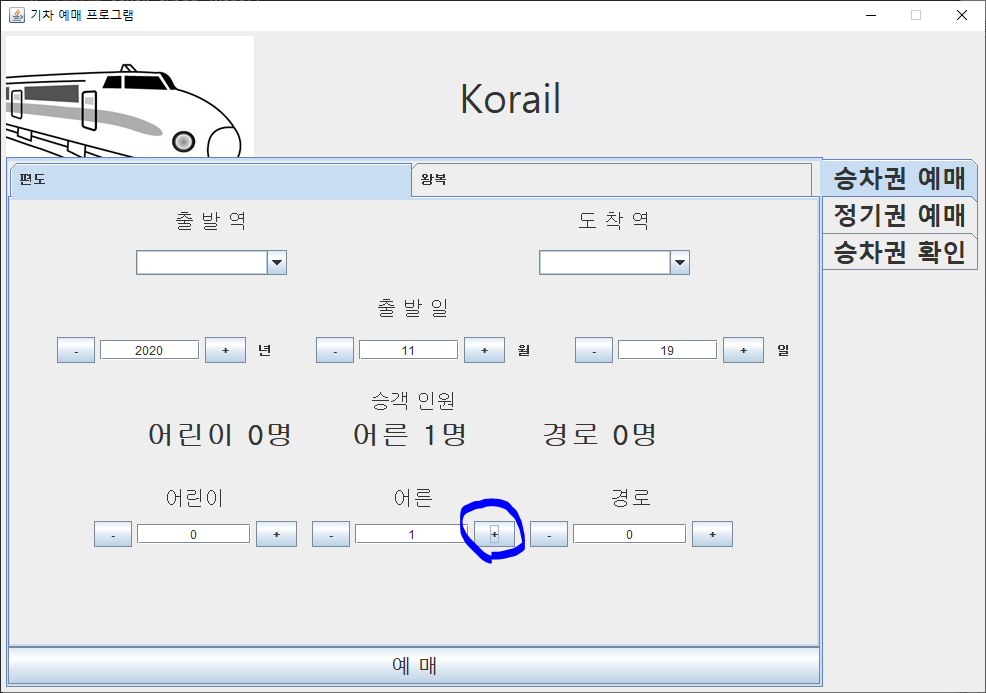 기차 예매 프로그램
Korail
편도 왕복
승차권 예매
정기권 예매
승차권 확인
출 발 역 도 착 역
출 발 일
- 2020 + 년 - 11 + 월 - 19 + 일
승객 인원
어린이 0명 어른 1명 경로 0명
어린이 어른 경로
- 0 + - 1 + - 0 +
예 매